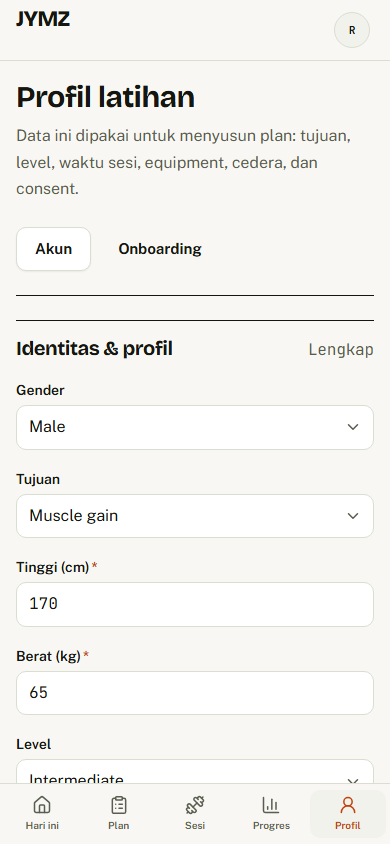 JYMZ
R
Profil latihan
Data ini dipakai untuk menyusun plan: tujuan,
level, waktu sesi, equipment, cedera, dan
consent.
Akun
Onboarding
Identitas & profil
Lengkap
Gender
Male
Tujuan
Muscle gain
Tinggi (cm)*
170
Berat (kg)*
65
Level
Intermediate
Hari ini
Plan
Sesi
Progres
Profil